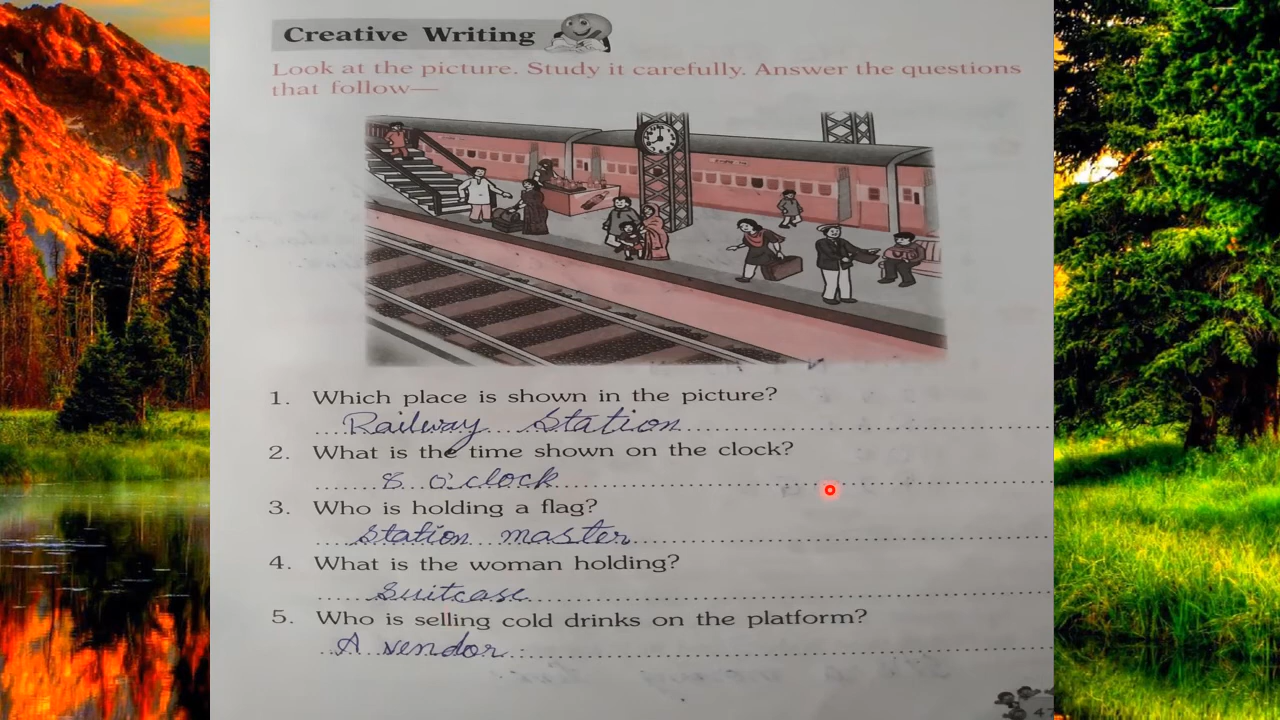 Creative Writing
Look at the picture. Study it carefully. Answer the questions
that follow—
1. Which place is shown in the picture?
Railway Station
2. What is the time shown on the clock?
8 o'clock
3. Who is holding a flag?
Station master
4. What is the woman holding?
Suitcase
5. Who is selling cold drinks on the platform?
A vendor